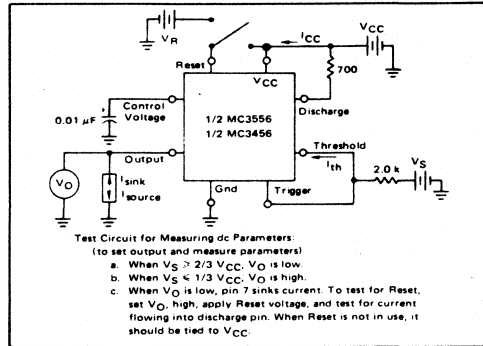 V_R
I_CC
V_CC
Reset
V_CC
700
Discharge
Control
Voltage
0.01 μF
+
1/2 MC3556
1/2 MC3456
Threshold
I_th
Output
V_O
I_sink
I_source
Gnd
Trigger
2.0 k
V_S
Test Circuit for Measuring dc Parameters:
(to set output and measure parameters)
a. When V_S ≥ 2/3 V_CC, V_O is low.
b. When V_S ≤ 1/3 V_CC, V_O is high.
c. When V_O is low, pin 7 sinks current. To test for Reset,
set V_O, high, apply Reset voltage, and test for current
flowing into discharge pin. When Reset is not in use, it
should be tied to V_CC.